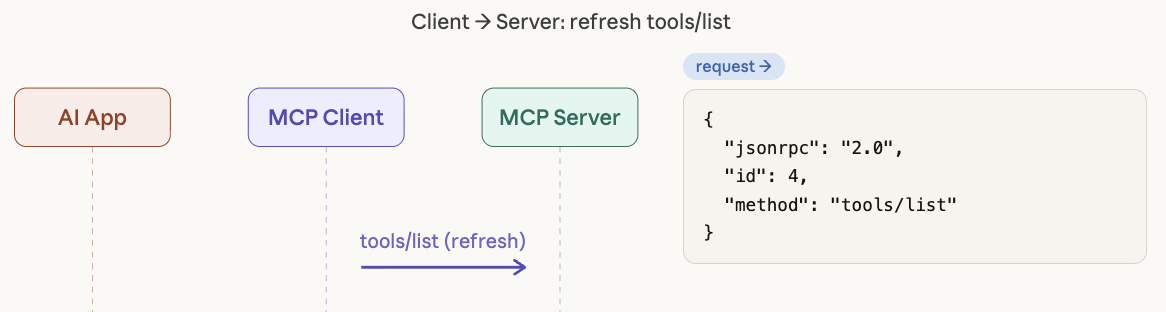 Client → Server: refresh tools/list
request →
AI App
MCP Client
MCP Server
{
  "jsonrpc": "2.0",
  "id": 4,
  "method": "tools/list"
}
tools/list (refresh)